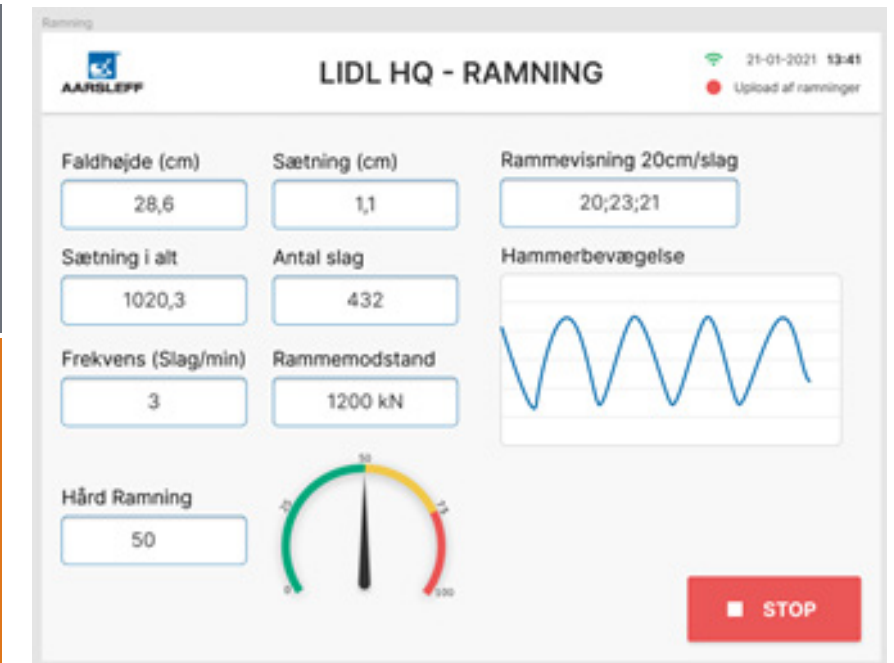 Ramning
AARSLEFF
LIDL HQ - RAMNING
21-01-2021 13:41
Upload af ramninger
Faldhøjde (cm)
28,6
Sætning (cm)
1,1
Rammevisning 20cm/slag
20;23;21
Sætning i alt
1020,3
Antal slag
432
Hammerbevægelse
Frekvens (Slag/min)
3
Rammemodstand
1200 kN
Hård Ramning
50
0
25
50
75
100
STOP